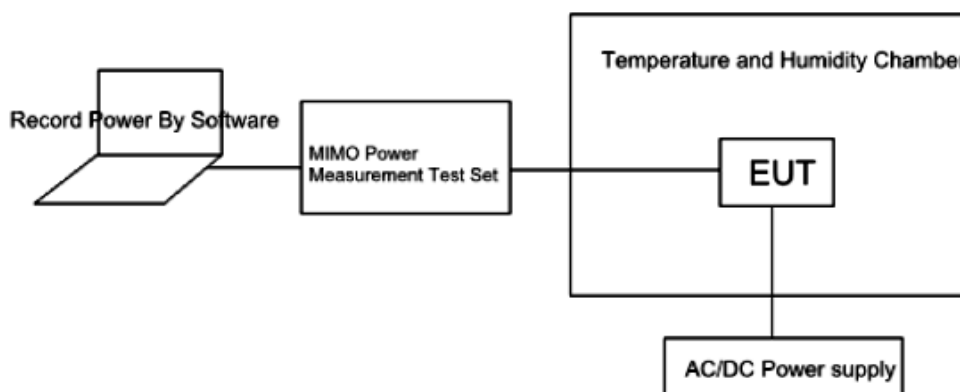 Temperature and Humidity Chamber
Record Power By Software
MIMO Power
Measurement Test Set
EUT
AC/DC Power supply